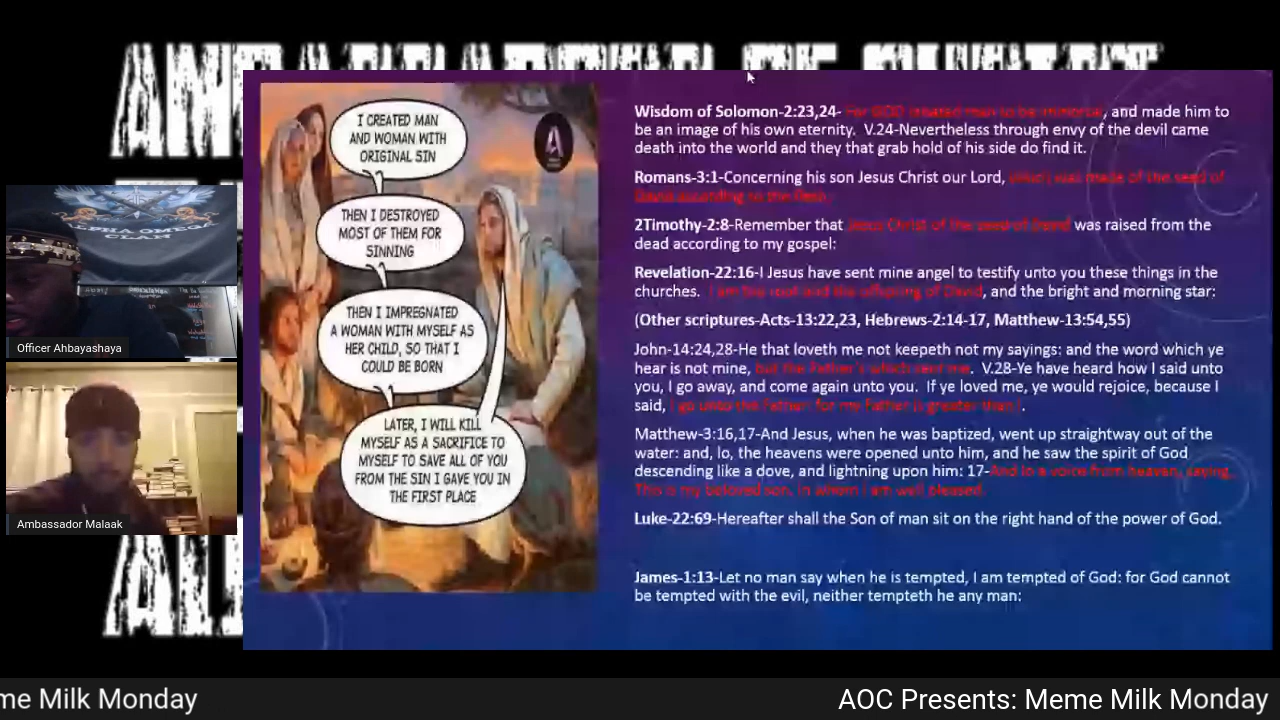 I CREATED MAN
AND WOMAN WITH
ORIGINAL SIN
THEN I DESTROYED
MOST OF THEM FOR
SINNING
THEN I IMPREGNATED
A WOMAN WITH MYSELF AS
HER CHILD, SO THAT I
COULD BE BORN
LATER, I WILL KILL
MYSELF AS A SACRIFICE TO
MYSELF TO SAVE ALL OF YOU
FROM THE SIN I GAVE YOU IN
THE FIRST PLACE
A
Wisdom of Solomon-2:23,24- For GOD created man to be immortal, and made him to
be an image of his own eternity. V.24-Nevertheless through envy of the devil came
death into the world and they that grab hold of his side do find it.
Romans-3:1-Concerning his son Jesus Christ our Lord, which was made of the seed of
David according to the flesh;
2Timothy-2:8-Remember that Jesus Christ of the seed of David was raised from the
dead according to my gospel:
Revelation-22:16-I Jesus have sent mine angel to testify unto you these things in the
churches. I am the root and the offspring of David, and the bright and morning star:
(Other scriptures-Acts-13:22,23, Hebrews-2:14-17, Matthew-13:54,55)
John-14:24,28-He that loveth me not keepeth not my sayings: and the word which ye
hear is not mine, but the Father's which sent me. V.28-Ye have heard how I said unto
you, I go away, and come again unto you. If ye loved me, ye would rejoice, because I
said, I go unto the Father: for my Father is greater than I.
Matthew-3:16,17-And Jesus, when he was baptized, went up straightway out of the
water: and, lo, the heavens were opened unto him, and he saw the spirit of God
descending like a dove, and lightning upon him: 17-And lo a voice from heaven, saying,
This is my beloved son, in whom I am well pleased.
Luke-22:69-Hereafter shall the Son of man sit on the right hand of the power of God.
James-1:13-Let no man say when he is tempted, I am tempted of God: for God cannot
be tempted with the evil, neither tempteth he any man:
ALPHA OMEGA
CLAN
Officer Ahbayashaya
Ambassador Malaak
me Milk Monday
AOC Presents: Meme Milk Monday